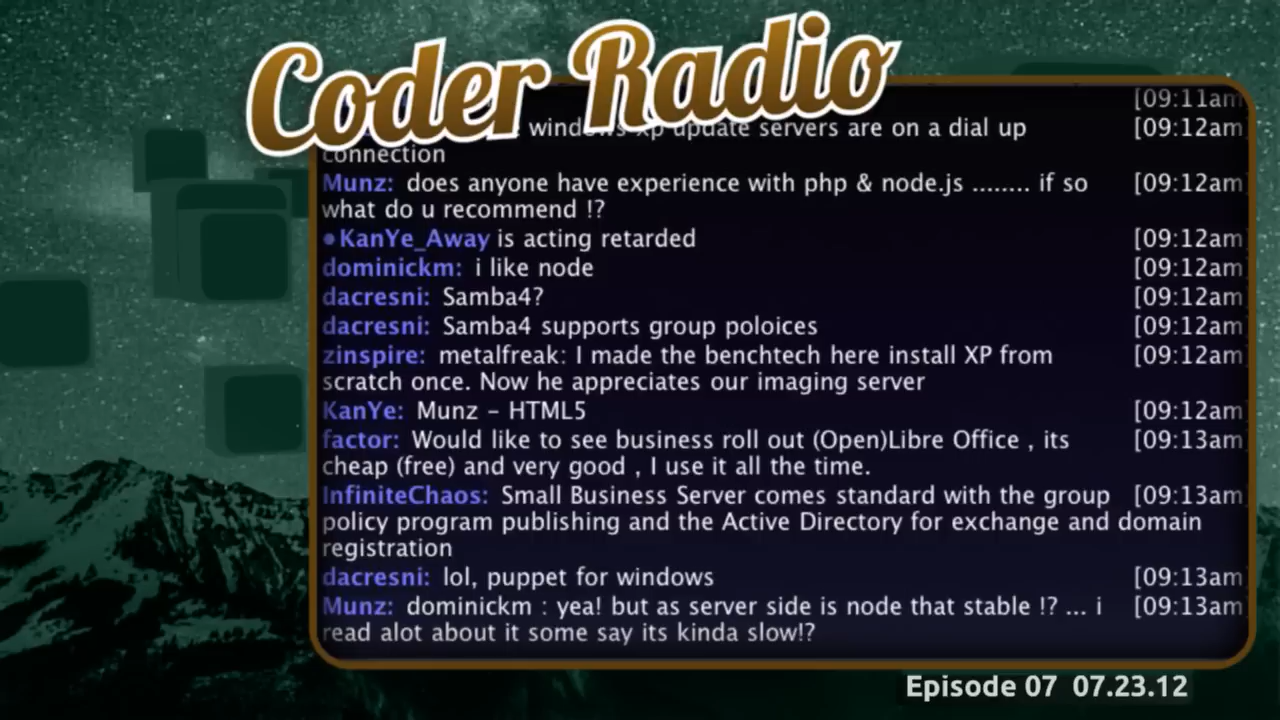 Coder Radio
[09:11am
windows xp update servers are on a dial up [09:12am
connection
Munz: does anyone have experience with php & node.js ........ if so [09:12am
what do u recommend !?
•KanYe_Away is acting retarded [09:12am
dominickm: i like node [09:12am
dacresni: Samba4? [09:12am
dacresni: Samba4 supports group poloices [09:12am
zinspire: metalfreak: I made the benchtech here install XP from [09:12am
scratch once. Now he appreciates our imaging server
KanYe: Munz - HTML5 [09:12am
factor: Would like to see business roll out (Open)Libre Office , its [09:13am
cheap (free) and very good , I use it all the time.
InfiniteChaos: Small Business Server comes standard with the group [09:13am
policy program publishing and the Active Directory for exchange and domain
registration
dacresni: lol, puppet for windows [09:13am
Munz: dominickm : yea! but as server side is node that stable !? ... i [09:13am
read alot about it some say its kinda slow!?
Episode 07 07.23.12